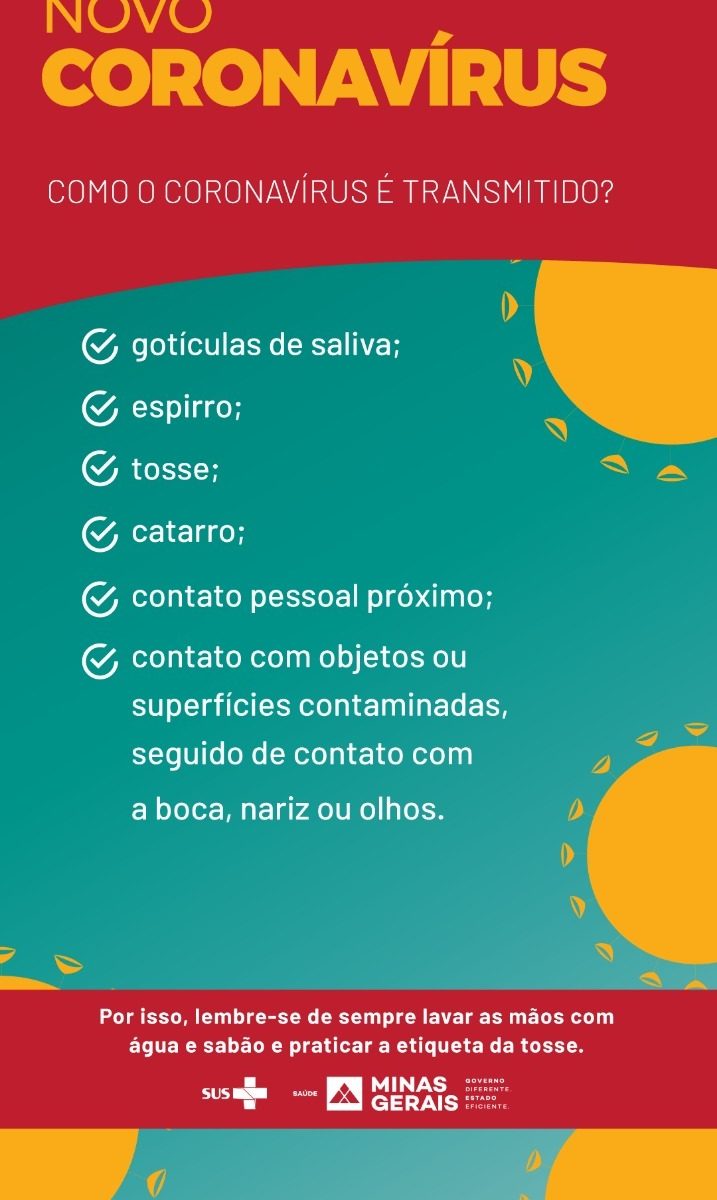 NOVO
CORONAVÍRUS
COMO O CORONAVÍRUS É TRANSMITIDO?
gotículas de saliva;
espirro;
tosse;
catarro;
contato pessoal próximo;
contato com objetos ou
superfícies contaminadas,
seguido de contato com
a boca, nariz ou olhos.
Por isso, lembre-se de sempre lavar as mãos com
água e sabão e praticar a etiqueta da tosse.
SUS
SAÚDE
MINAS
GERAIS
GOVERNO
DIFERENTE.
ESTADO
EFICIENTE.